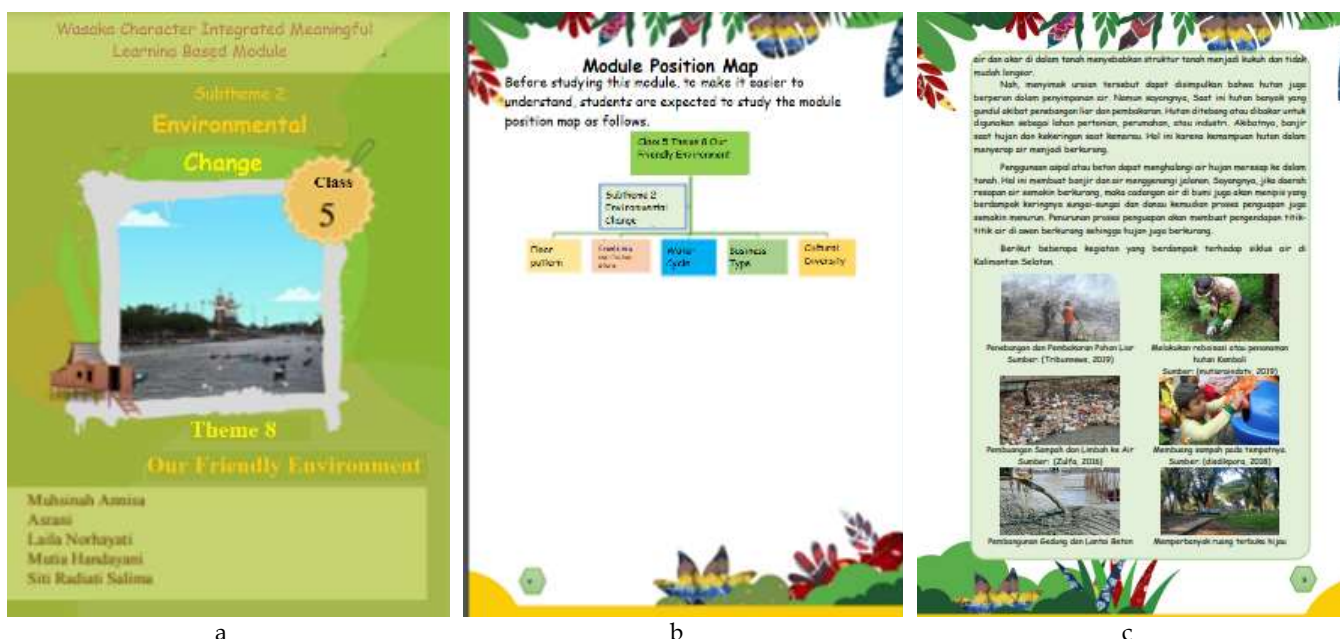 Wasaka Character Integrated Meaningful
Learning Based Module
Subtheme 2
Environmental
Change
Class
5
Theme 8
Our Friendly Environment
Muhsinah Annisa
Asrani
Laila Norhayati
Mutia Handayani
Siti Radiati Salima
a
Module Position Map
Before studying this module, to make it easier to
understand, students are expected to study the module
position map as follows.
Class 5 Theme 8 Our
Friendly Environment
Subtheme 2
Environmental
Change
Floor
pattern
Water
Cycle
Business
Type
Cultural
Diversity
b
air dan akar di dalam tanah menyebabkan struktur tanah menjadi kukuh dan tidak
mudah longsor.
Nah, menyimak uraian tersebut dapat disimpulkan bahwa hutan juga
berperan dalam penyimpanan air. Namun sayangnya, Saat ini hutan banyak yang
gundul akibat penebangan liar dan pembakaran. Hutan ditebang atau dibakar untuk
digunakan sebagai lahan pertanian, perumahan, atau industri. Akibatnya, banjir
saat hujan dan kekeringan saat kemarau. Hal ini karena kemampuan hutan dalam
menyerap air menjadi berkurang.
Penggunaan aspal atau beton dapat menghalangi air hujan meresap ke dalam
tanah. Hal ini membuat banjir dan air menggenangi jalanan. Sayangnya, jika daerah
resapan air semakin berkurang, maka cadangan air di bumi juga akan menipis yang
berdampak keringnya sungai-sungai dan danau kemudian proses penguapan juga
semakin menurun. Penurunan proses penguapan akan membuat pengendapan titik-
titik air di awan berkurang sehingga hujan juga berkurang.
Berikut beberapa kegiatan yang berdampak terhadap siklus air di
Kalimantan Selatan.
Penebangan dan Pembakaran Pohon Liar
Sumber: (Tribunnews, 2019)
Melakukan reboisasi atau penanaman
hutan Kembali
Sumber: (mutiaraindotv, 2019)
Pembuangan Sampah dan Limbah ke Air
Sumber: (Zulfa, 2016)
Membuang sampah pada tempatnya.
Sumber: (disdikpora, 2018)
Pembangunan Gedung dan Lantai Beton
Memperbanyak ruang terbuka hijau
c